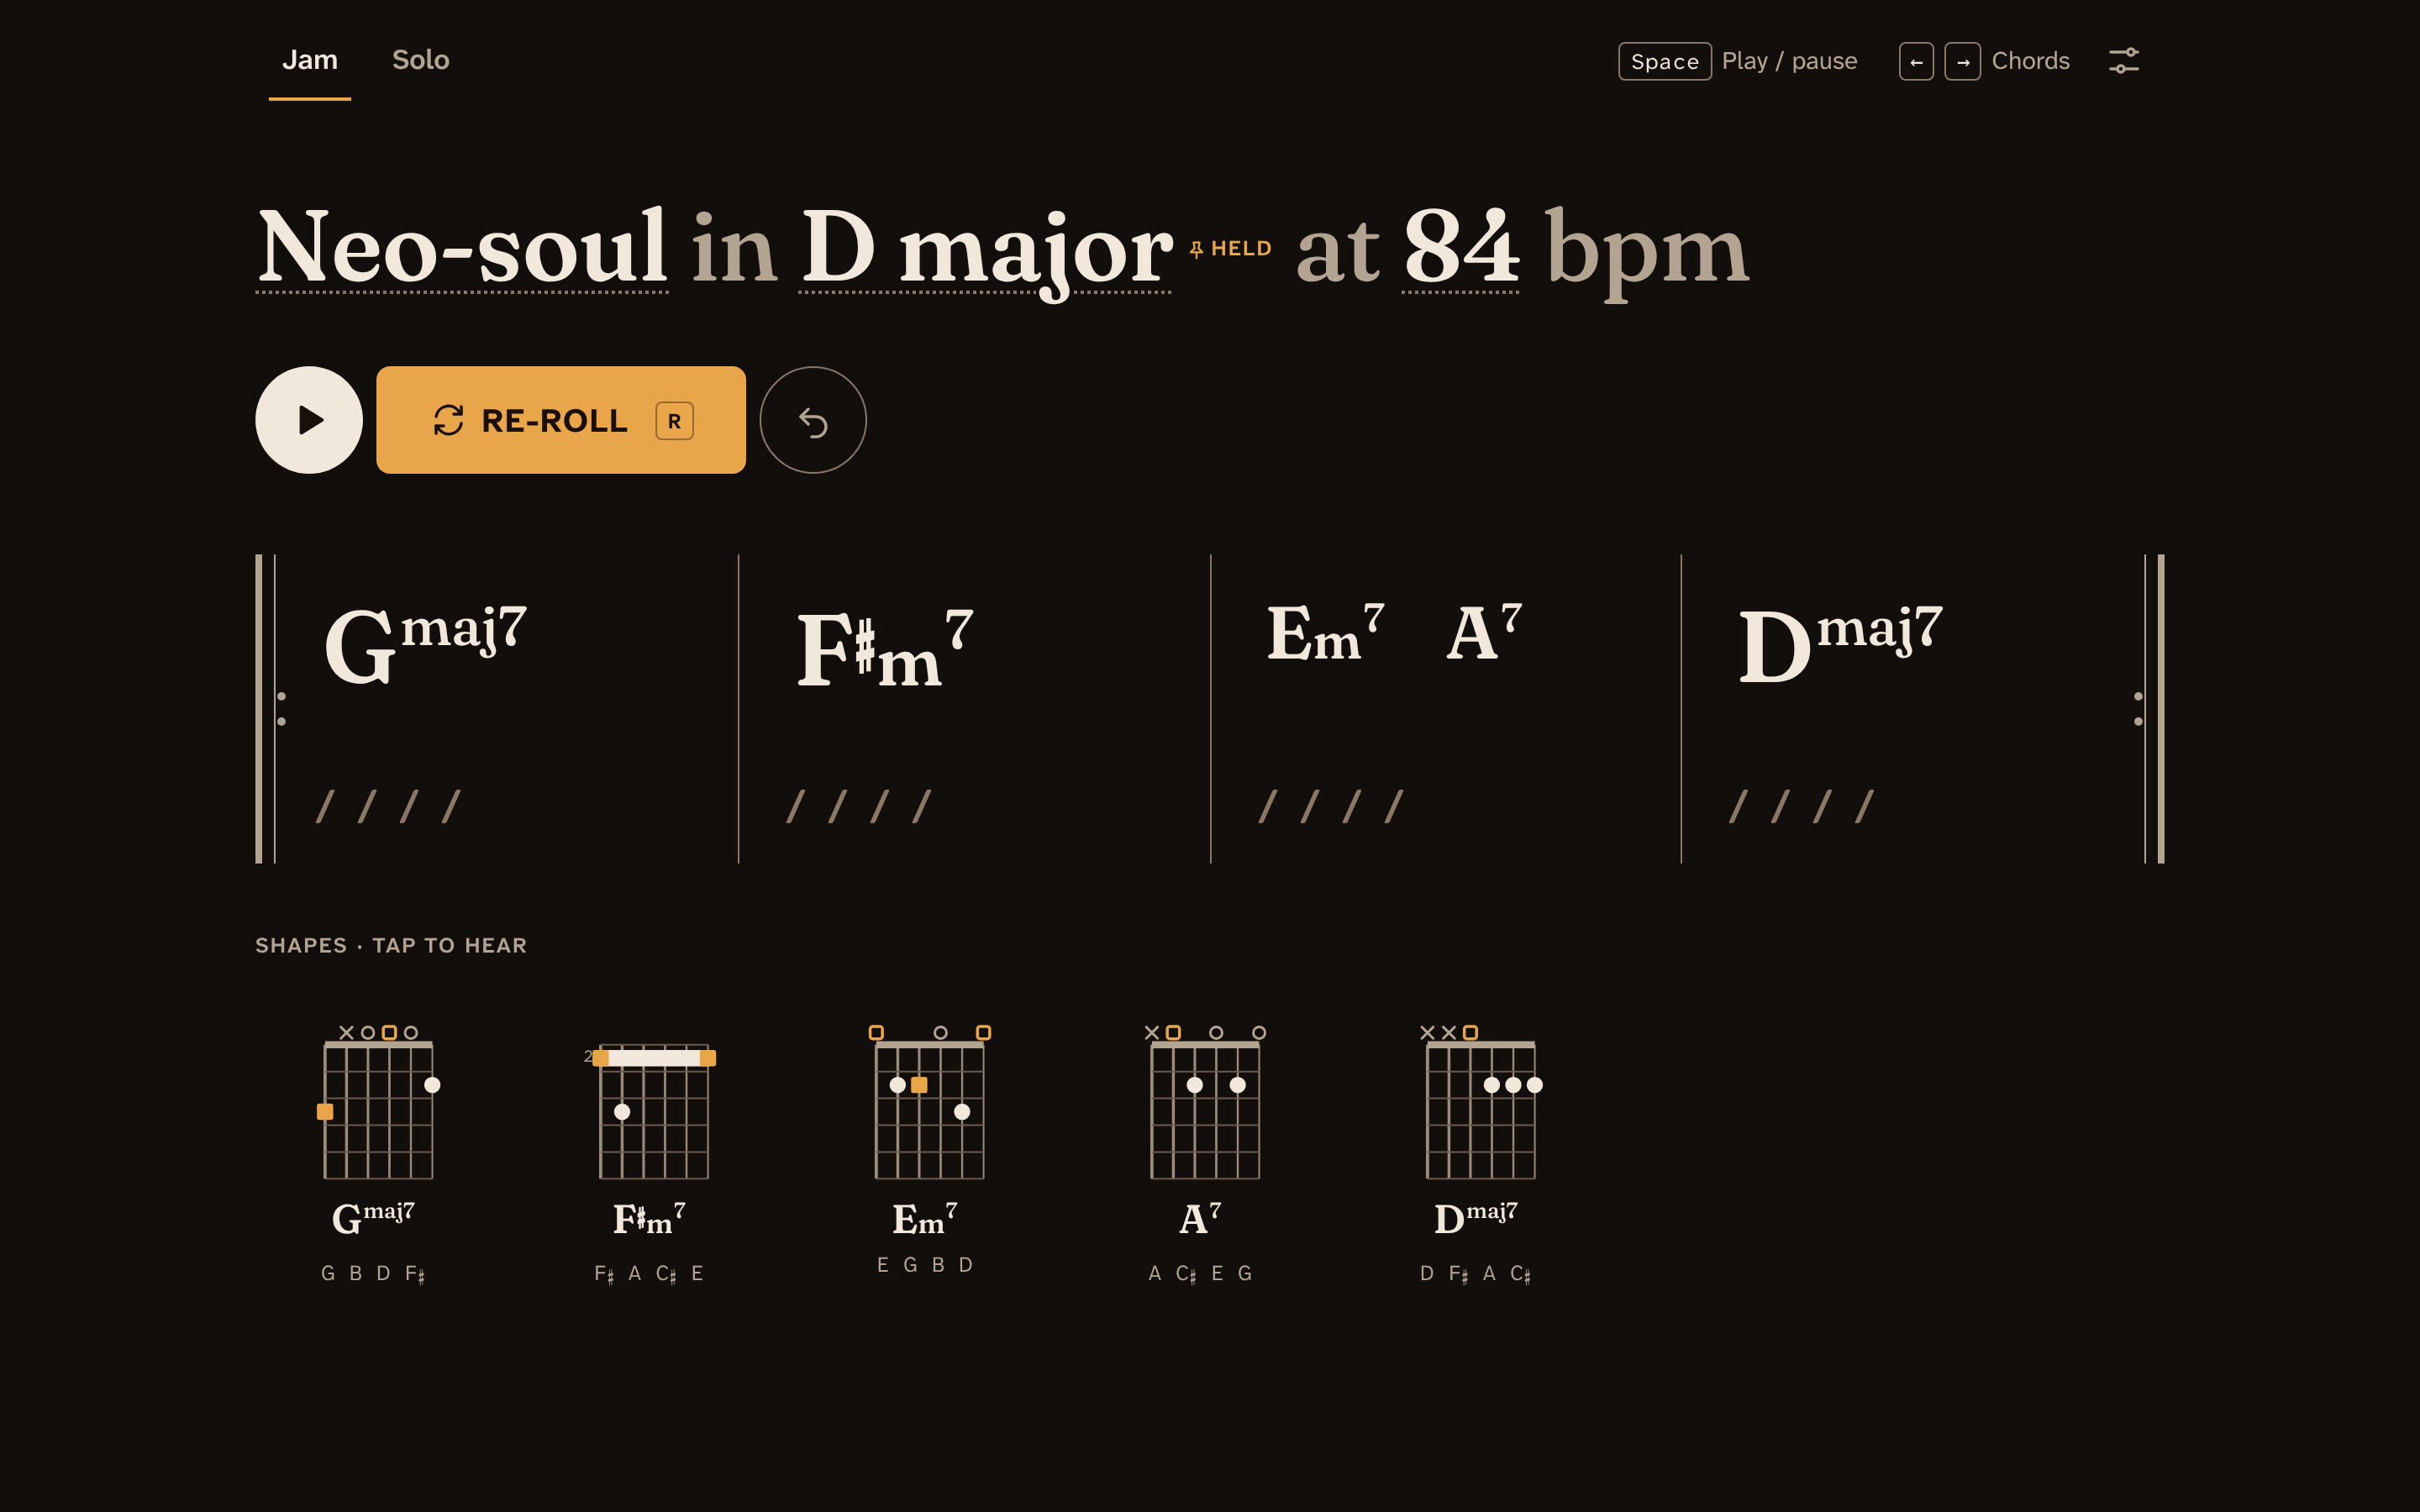 Jam Solo Space Play / pause ← → Chords
Neo-soul in D major HELD at 84 bpm
RE-ROLL R
Gmaj7 F♯m7 Em7 A7 Dmaj7
/ / / / / / / / / / / / / / / /
SHAPES · TAP TO HEAR
2
Gmaj7 F♯m7 Em7 A7 Dmaj7
G B D F♯ F♯ A C♯ E E G B D A C♯ E G D F♯ A C♯